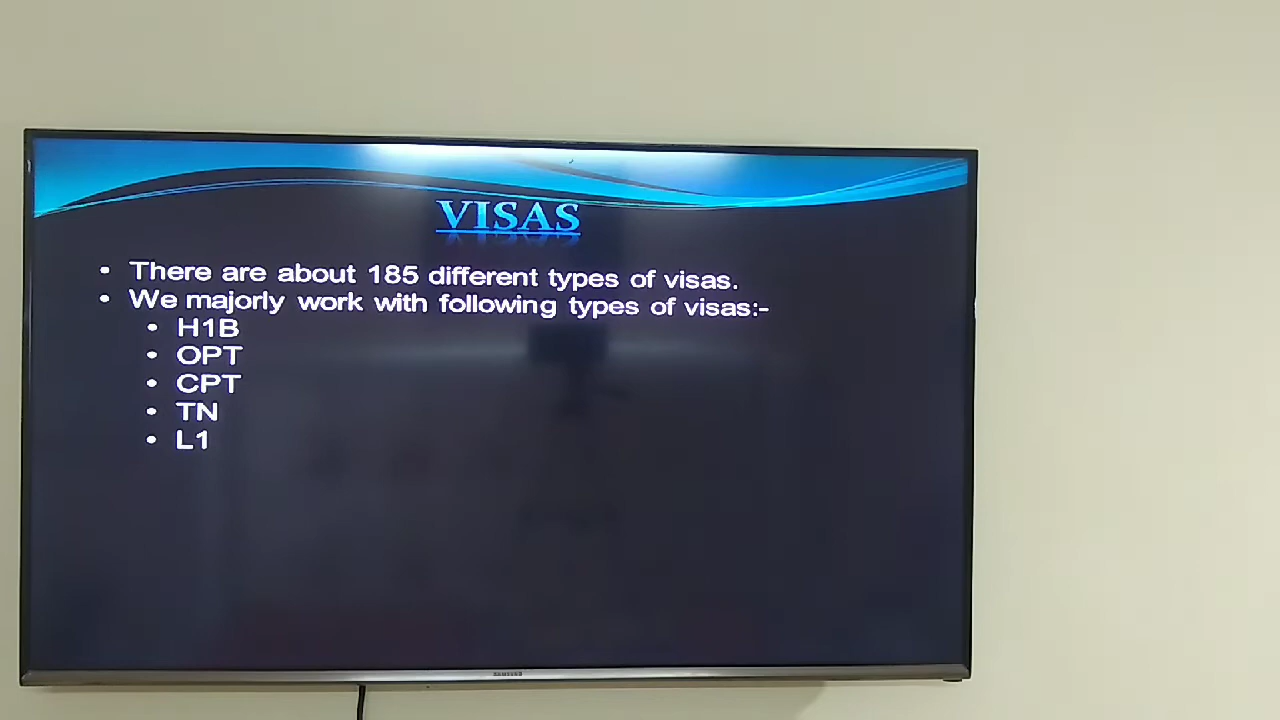 VISAS
• There are about 185 different types of visas.
• We majorly work with following types of visas:-
• H1B
• OPT
• CPT
• TN
• L1
SAMSUNG